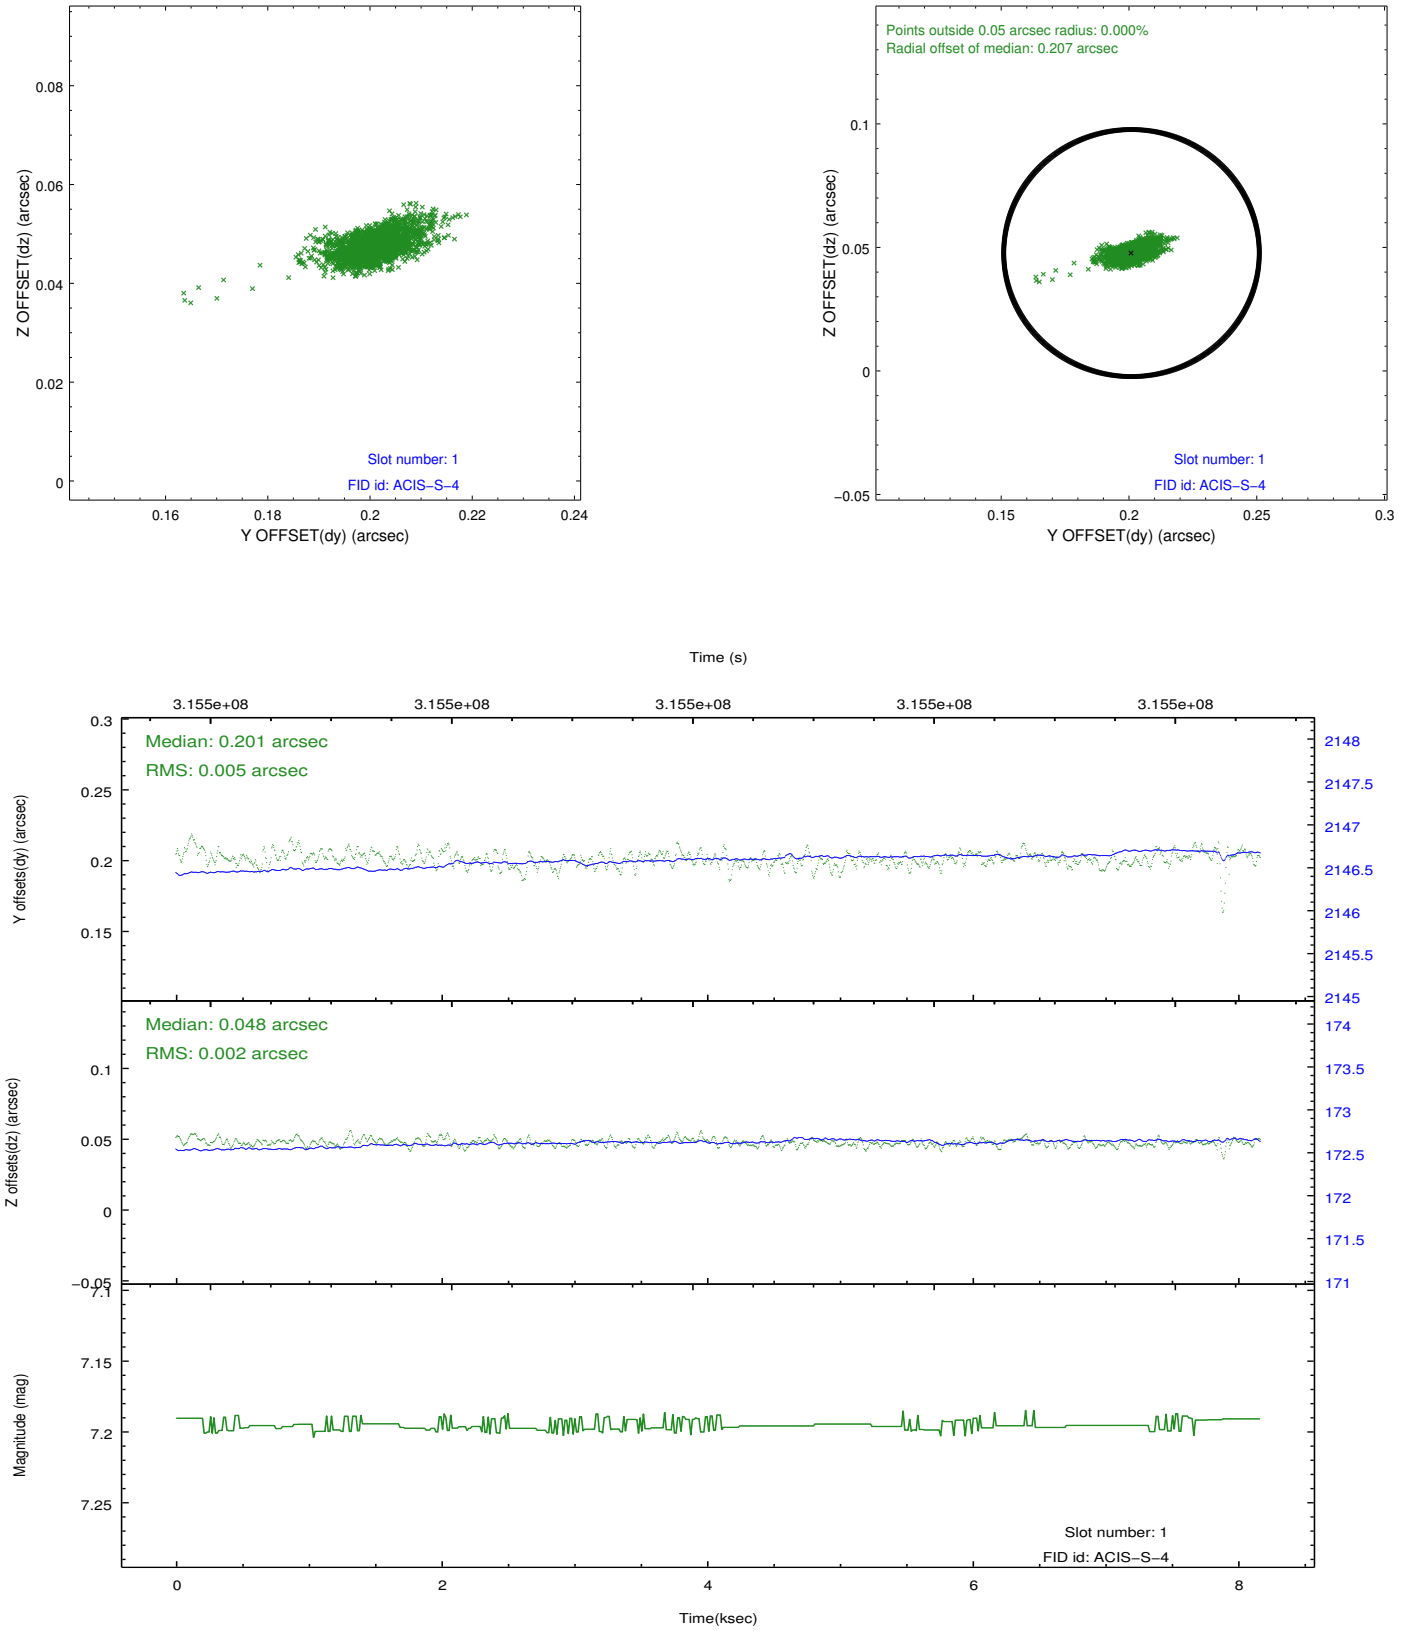 0.08
0.06
0.04
0.02
0
Z OFFSET(dz) (arcsec)
Slot number: 1
FID id: ACIS−S−4
0.16 0.18 0.2 0.22 0.24
Y OFFSET(dy) (arcsec)
Points outside 0.05 arcsec radius: 0.000%
Radial offset of median: 0.207 arcsec
0.1
0.05
0
−0.05
Z OFFSET(dz) (arcsec)
Slot number: 1
FID id: ACIS−S−4
0.15 0.2 0.25 0.3
Y OFFSET(dy) (arcsec)
Time (s)
3.155e+08 3.155e+08 3.155e+08 3.155e+08 3.155e+08
Median: 0.201 arcsec
RMS: 0.005 arcsec
0.3
0.25
0.2
0.15
Y offsets(dy) (arcsec)
2148
2147.5
2147
2146.5
2146
2145.5
2145
Median: 0.048 arcsec
RMS: 0.002 arcsec
0.1
0.05
0
−0.05
Z offsets(dz) (arcsec)
174
173.5
173
172.5
172
171.5
171
7.1
7.15
7.2
7.25
Magnitude (mag)
Slot number: 1
FID id: ACIS−S−4
0 2 4 6 8
Time(ksec)